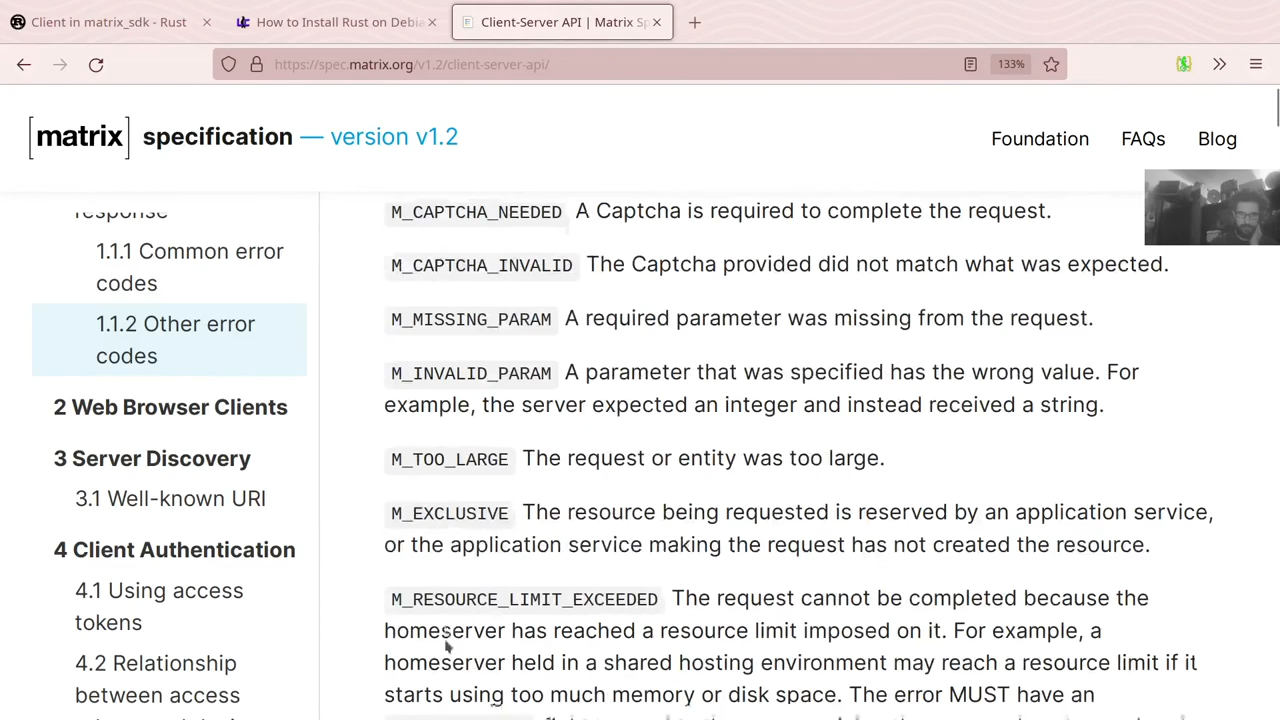 Client in matrix_sdk - Rust
How to Install Rust on Debia
Client-Server API | Matrix Sp
https://spec.matrix.org/v1.2/client-server-api/
133%
[matrix] specification — version v1.2
Foundation
FAQs
Blog
response
1.1.1 Common error
codes
1.1.2 Other error
codes
2 Web Browser Clients
3 Server Discovery
3.1 Well-known URI
4 Client Authentication
4.1 Using access
tokens
4.2 Relationship
between access
M_CAPTCHA_NEEDED A Captcha is required to complete the request.
M_CAPTCHA_INVALID The Captcha provided did not match what was expected.
M_MISSING_PARAM A required parameter was missing from the request.
M_INVALID_PARAM A parameter that was specified has the wrong value. For
example, the server expected an integer and instead received a string.
M_TOO_LARGE The request or entity was too large.
M_EXCLUSIVE The resource being requested is reserved by an application service,
or the application service making the request has not created the resource.
M_RESOURCE_LIMIT_EXCEEDED The request cannot be completed because the
homeserver has reached a resource limit imposed on it. For example, a
homeserver held in a shared hosting environment may reach a resource limit if it
starts using too much memory or disk space. The error MUST have an